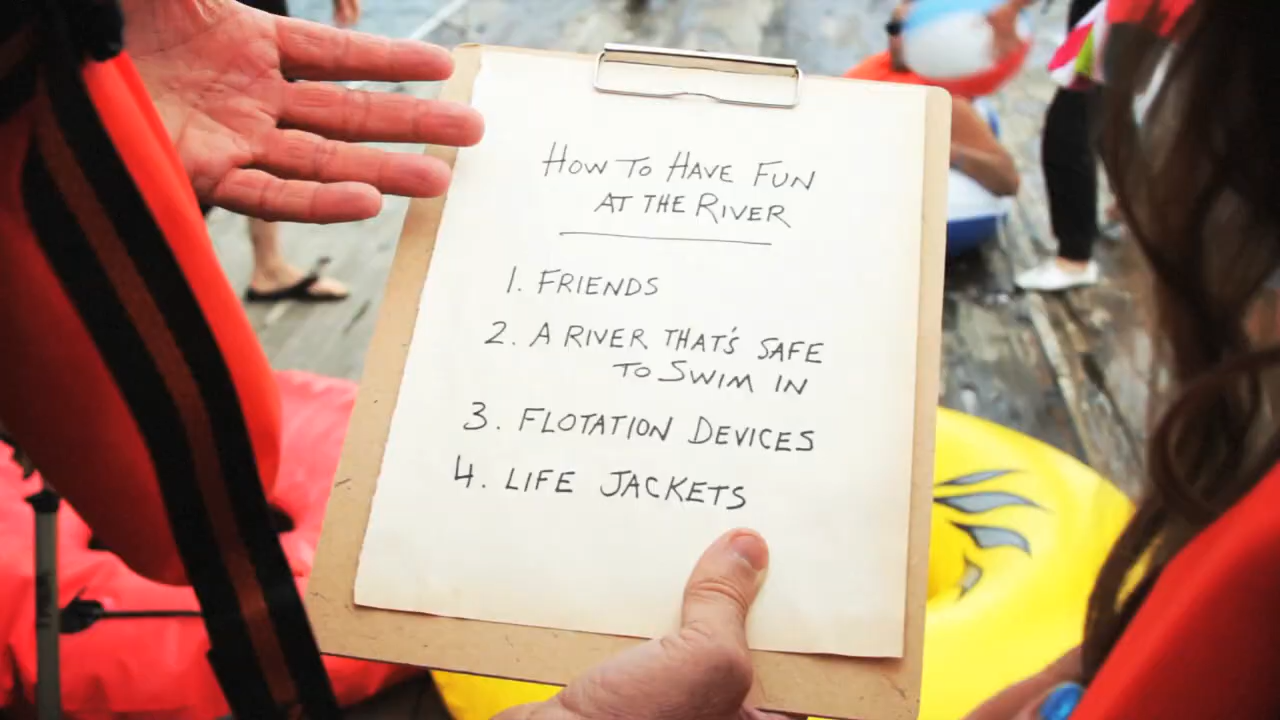 HOW TO HAVE FUN
AT THE RIVER
1. FRIENDS
2. A RIVER THAT'S SAFE
TO SWIM IN
3. FLOTATION DEVICES
4. LIFE JACKETS